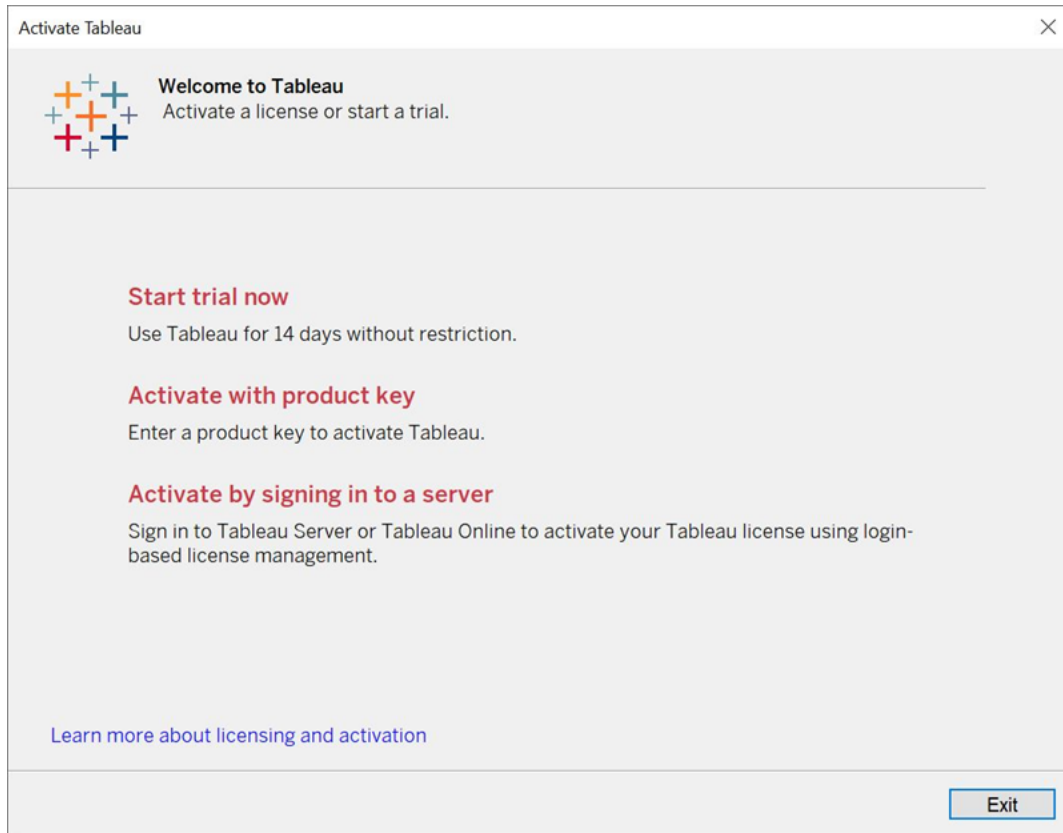 Activate Tableau
Welcome to Tableau
Activate a license or start a trial.
Start trial now
Use Tableau for 14 days without restriction.
Activate with product key
Enter a product key to activate Tableau.
Activate by signing in to a server
Sign in to Tableau Server or Tableau Online to activate your Tableau license using login-
based license management.
Learn more about licensing and activation
Exit